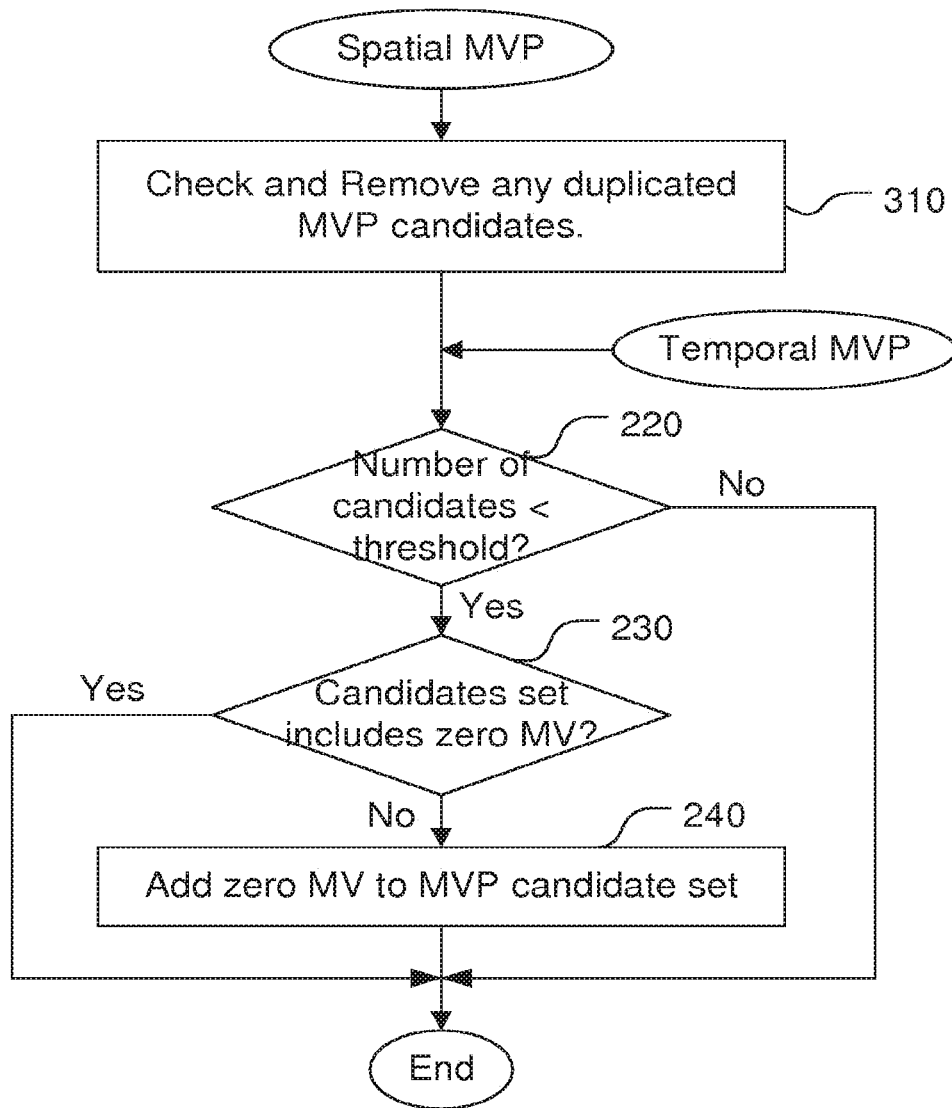 Spatial MVP
Check and Remove any duplicated
MVP candidates.
310
Temporal MVP
220
Number of
candidates <
threshold?
No
Yes
230
Yes
Candidates set
includes zero MV?
No
240
Add zero MV to MVP candidate set
End